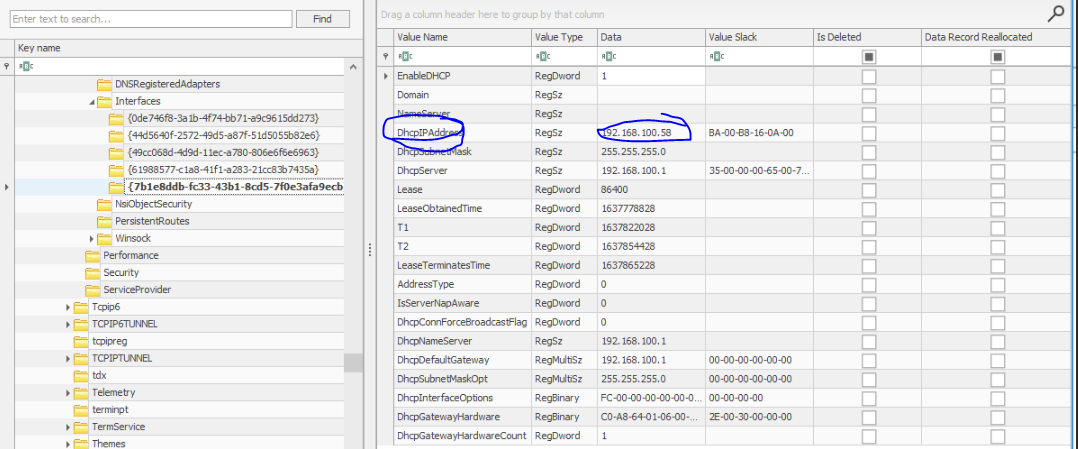 Enter text to search... Find
Key name
DNSRegisteredAdapters
Interfaces
{0de746f8-3a1b-4f74-bb71-a9c9615dd273}
{44d5640f-2572-49d5-a87f-51d5055b82e6}
{49cc068d-4d9d-11ec-a780-806e6f6e6963}
{61988577-c1a8-41f1-a283-21cc83b7435a}
{7b1e8ddb-fc33-43b1-8cd5-7f0e3afa9ecb
NsiObjectSecurity
PersistentRoutes
Winsock
Performance
Security
ServiceProvider
Tcpip6
TCPIP6TUNNEL
tcpipreg
TCPIPTUNNEL
tdx
Telemetry
terminpt
TermService
Themes
Drag a column header here to group by that column
Value Name Value Type Data Value Slack Is Deleted Data Record Reallocated
EnableDHCP RegDword 1
Domain RegSz
NameServer RegSz
DhcpIPAddress RegSz 192.168.100.58 BA-00-B8-16-0A-00
DhcpSubnetMask RegSz 255.255.255.0
DhcpServer RegSz 192.168.100.1 35-00-00-00-65-00-7...
Lease RegDword 86400
LeaseObtainedTime RegDword 1637778828
T1 RegDword 1637822028
T2 RegDword 1637854428
LeaseTerminatesTime RegDword 1637865228
AddressType RegDword 0
IsServerNapAware RegDword 0
DhcpConnForceBroadcastFlag RegDword 0
DhcpNameServer RegSz 192.168.100.1
DhcpDefaultGateway RegMultiSz 192.168.100.1 00-00-00-00-00-00
DhcpSubnetMaskOpt RegMultiSz 255.255.255.0 00-00-00-00-00-00
DhcpInterfaceOptions RegBinary FC-00-00-00-00-00-0... 00-00-00-00
DhcpGatewayHardware RegBinary C0-A8-64-01-06-00-... 2E-00-30-00-00-00
DhcpGatewayHardwareCount RegDword 1